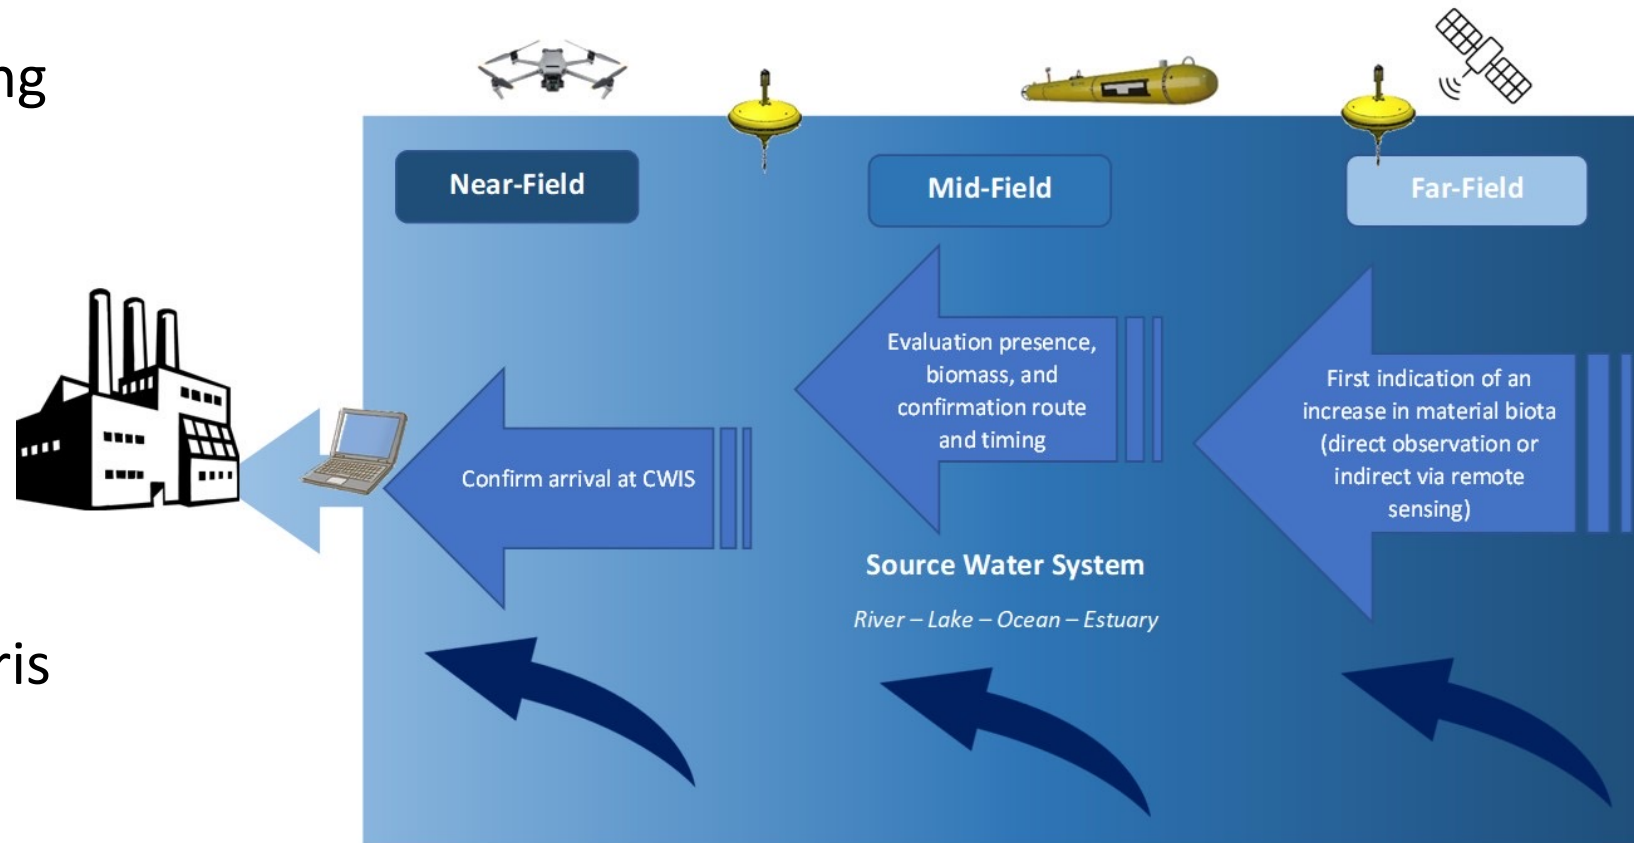 ng
Near-Field
Mid-Field
Far-Field
Evaluation presence,
biomass, and
confirmation route
and timing
First indication of an
increase in material biota
(direct observation or
indirect via remote
sensing)
Confirm arrival at CWIS
Source Water System
River – Lake – Ocean – Estuary
ris